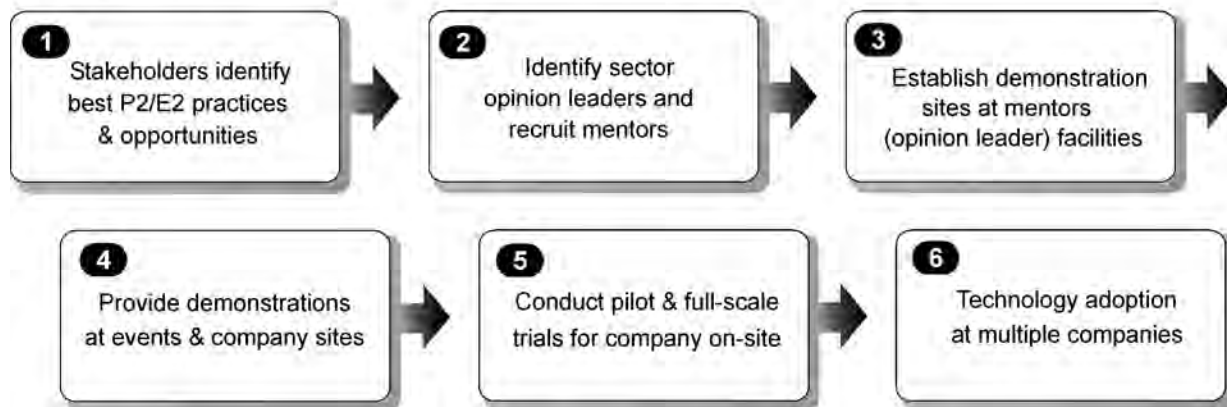 1
Stakeholders identify
best P2/E2 practices
& opportunities
2
Identify sector
opinion leaders and
recruit mentors
3
Establish demonstration
sites at mentors
(opinion leader) facilities
4
Provide demonstrations
at events & company sites
5
Conduct pilot & full-scale
trials for company on-site
6
Technology adoption
at multiple companies